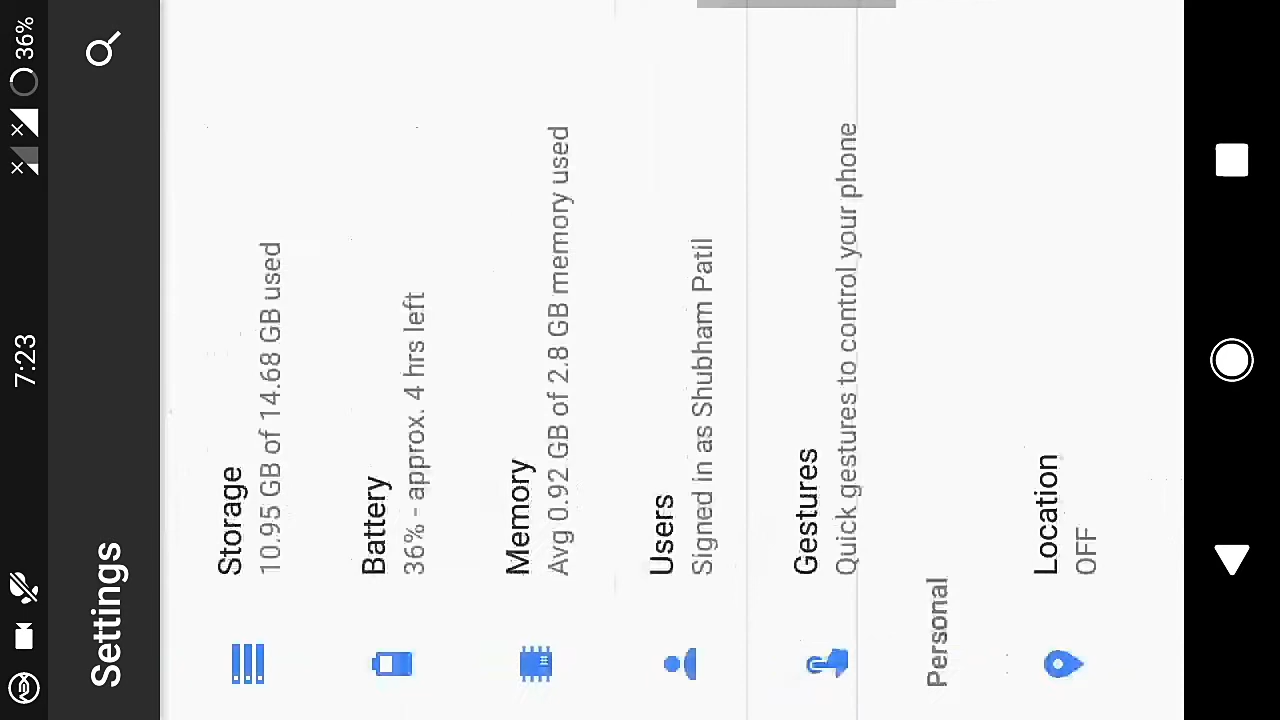 7:23
36%
Settings
Storage
10.95 GB of 14.68 GB used
Battery
36% - approx. 4 hrs left
Memory
Avg 0.92 GB of 2.8 GB memory used
Users
Signed in as Shubham Patil
Gestures
Quick gestures to control your phone
Personal
Location
OFF